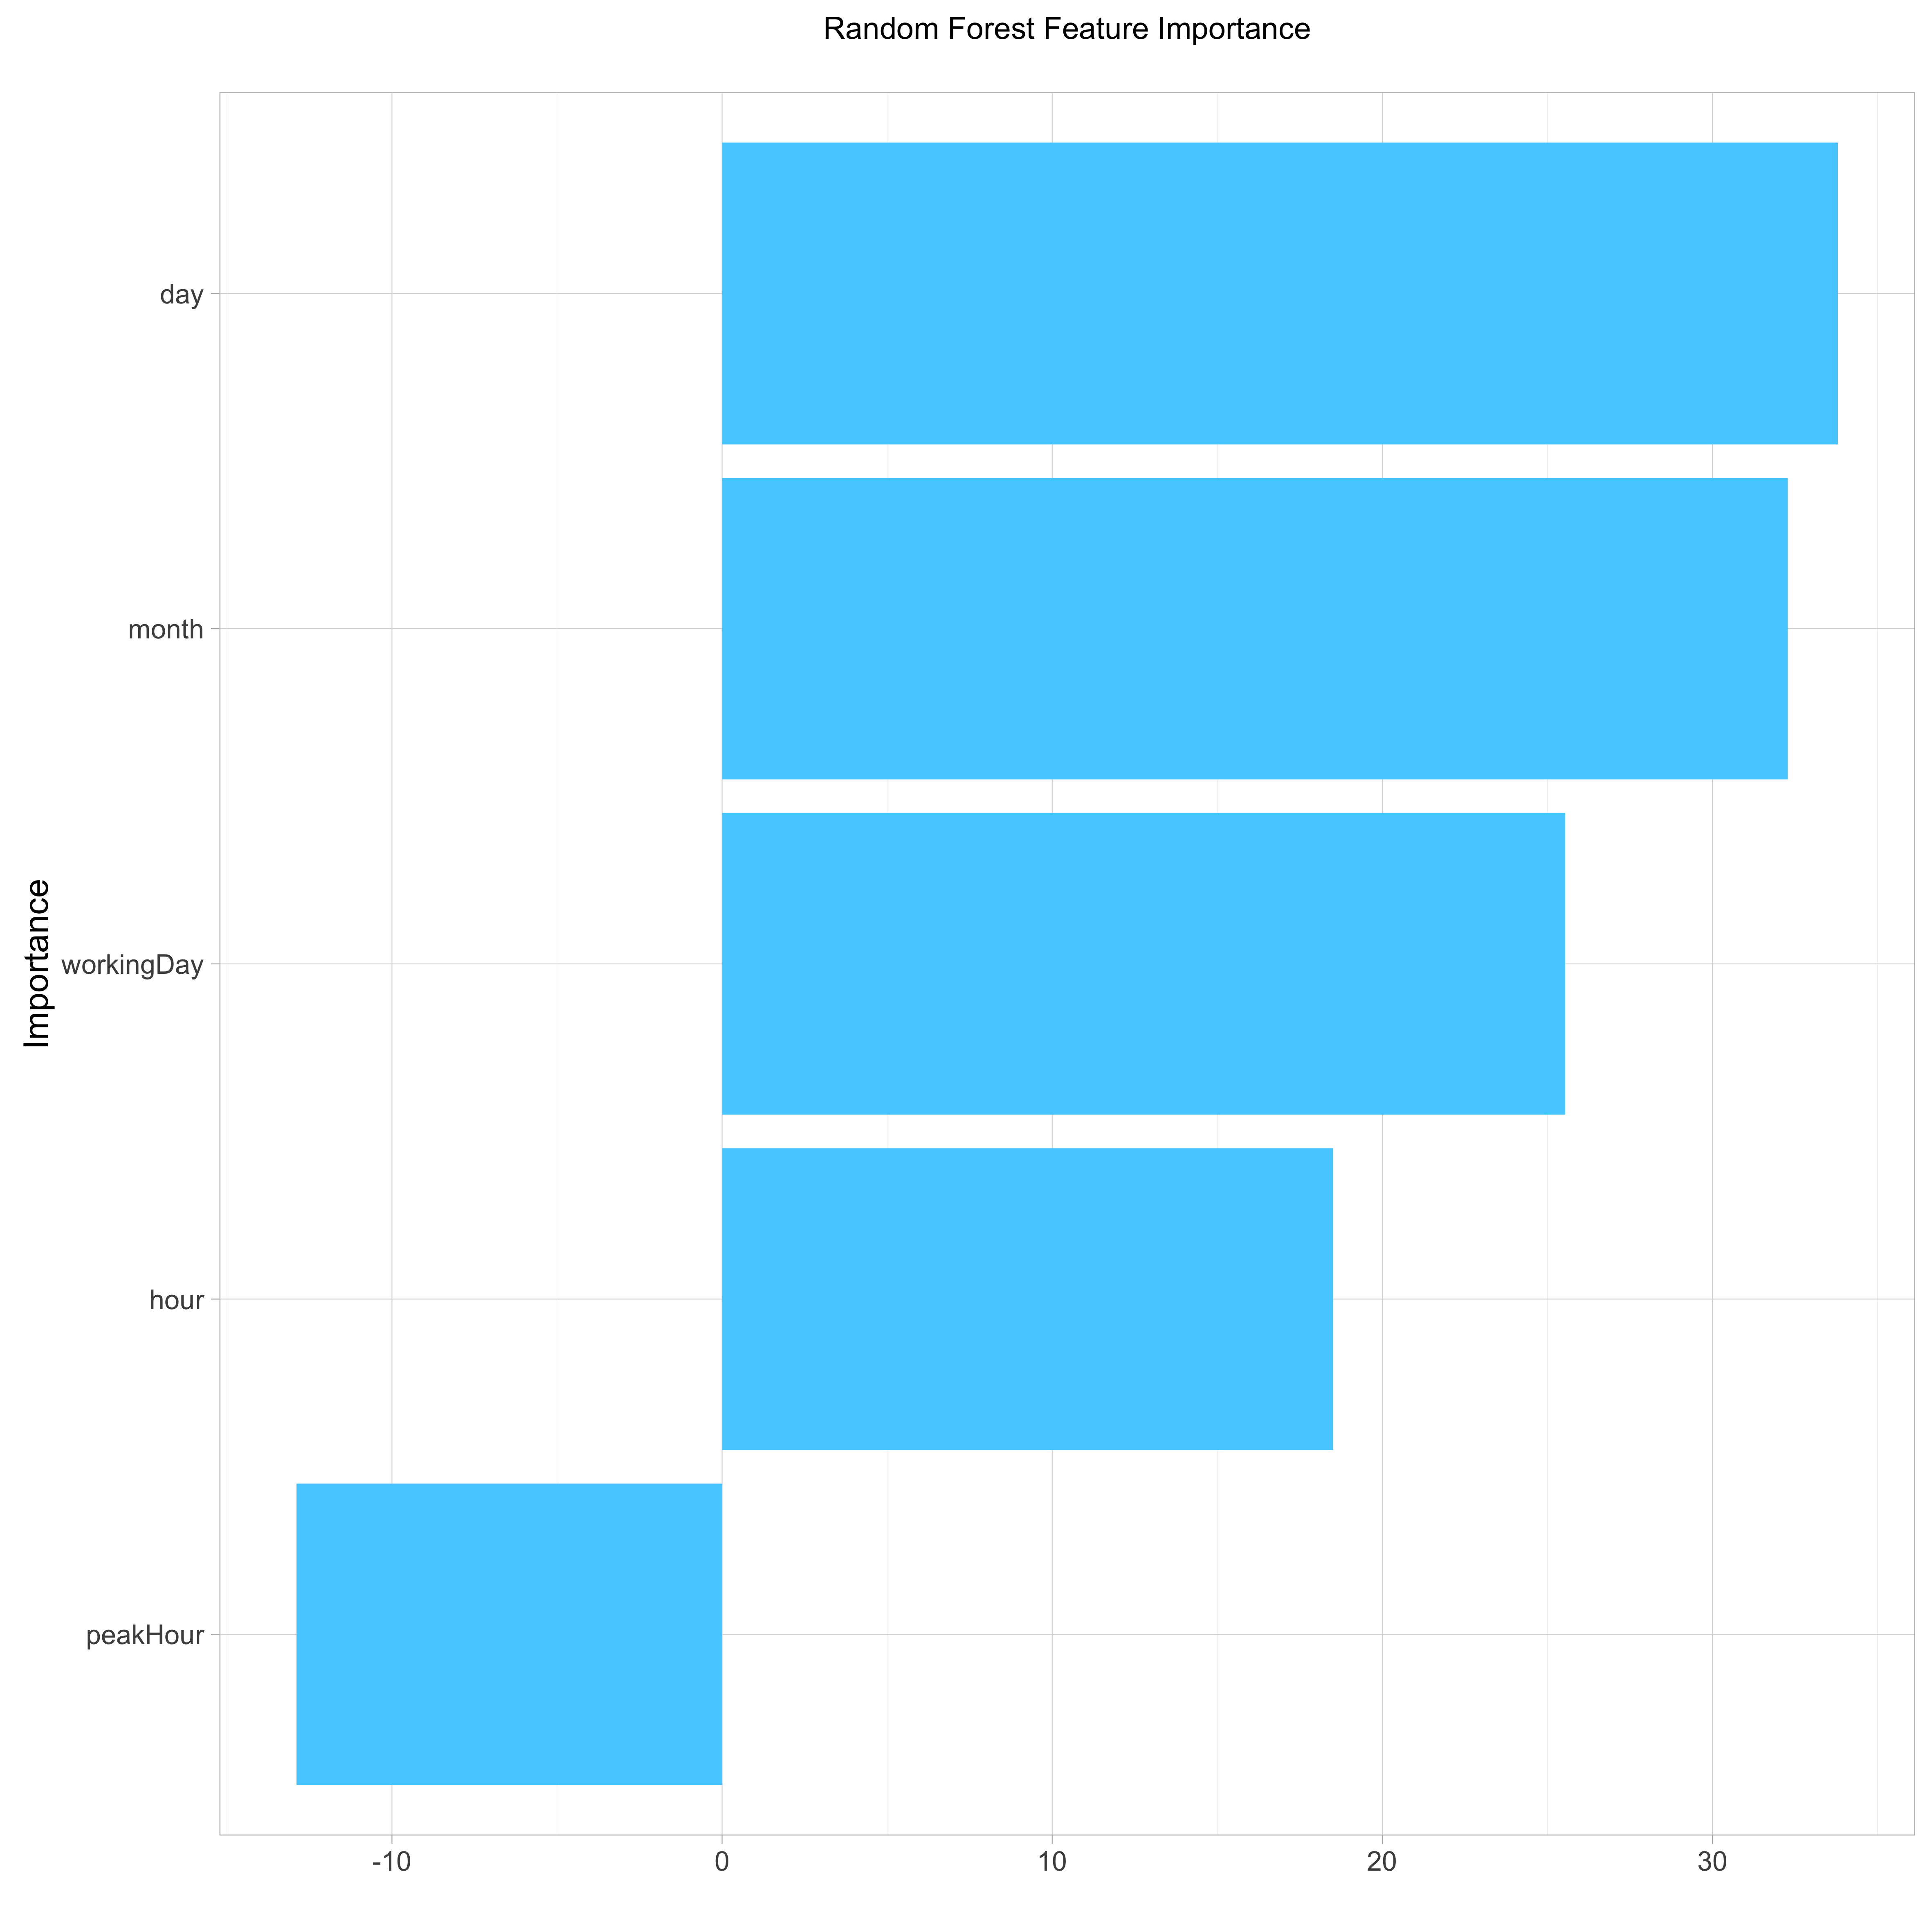 Random Forest Feature Importance
Importance
day
month
workingDay
hour
peakHour
-10 0 10 20 30